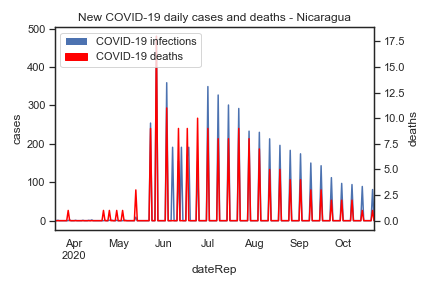 New COVID-19 daily cases and deaths - Nicaragua
COVID-19 infections
COVID-19 deaths
500
400
300
200
100
0
cases
17.5
15.0
12.5
10.0
7.5
5.0
2.5
0.0
deaths
Apr May Jun Jul Aug Sep Oct
2020
dateRep